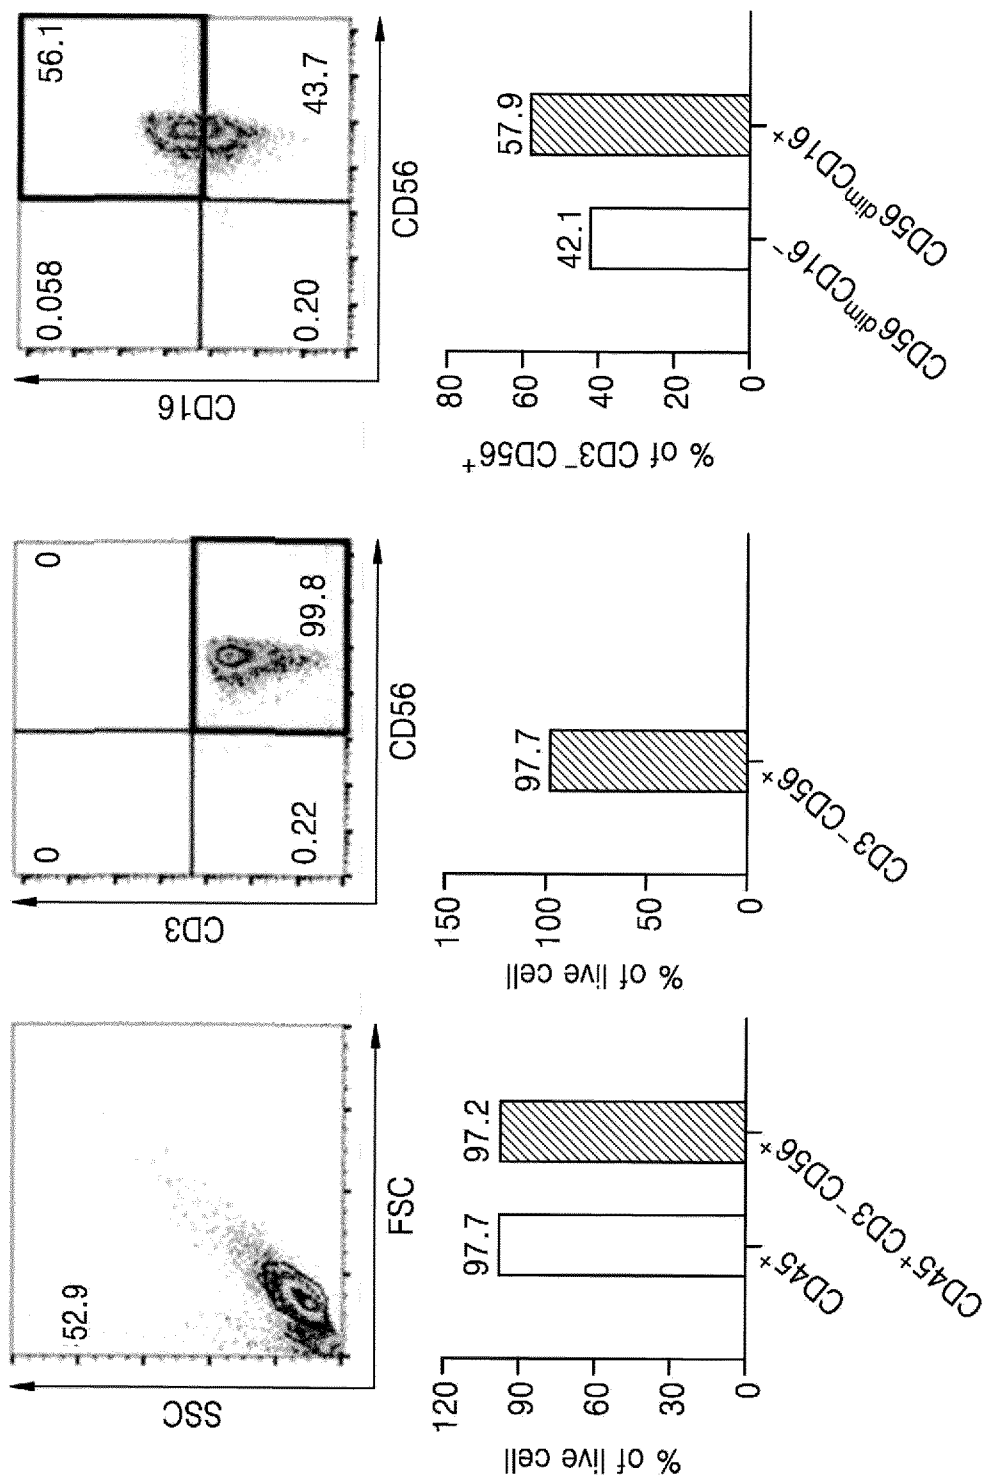 52.9
SSC
FSC
0
0
0.22
99.8
CD3
CD56
0.058
56.1
0.20
43.7
CD16
CD56
% of live cell
120
90
60
30
0
97.7
97.2
CD45⁺
CD45⁺ CD3⁻ CD56⁺
% of live cell
150
100
50
0
97.7
CD3⁻ CD56⁺
% of CD3⁻ CD56⁺
80
60
40
20
0
42.1
57.9
CD56ᵈⁱᵐCD16⁻
CD56ᵈⁱᵐCD16⁺